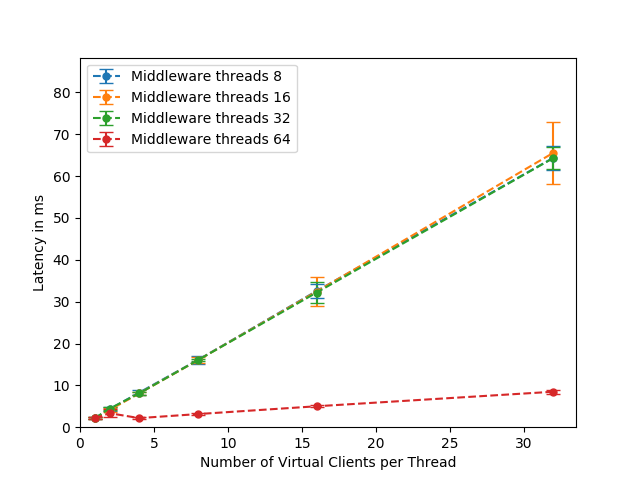 Middleware threads 8
Middleware threads 16
Middleware threads 32
Middleware threads 64
Latency in ms
80
70
60
50
40
30
20
10
0
0 5 10 15 20 25 30
Number of Virtual Clients per Thread